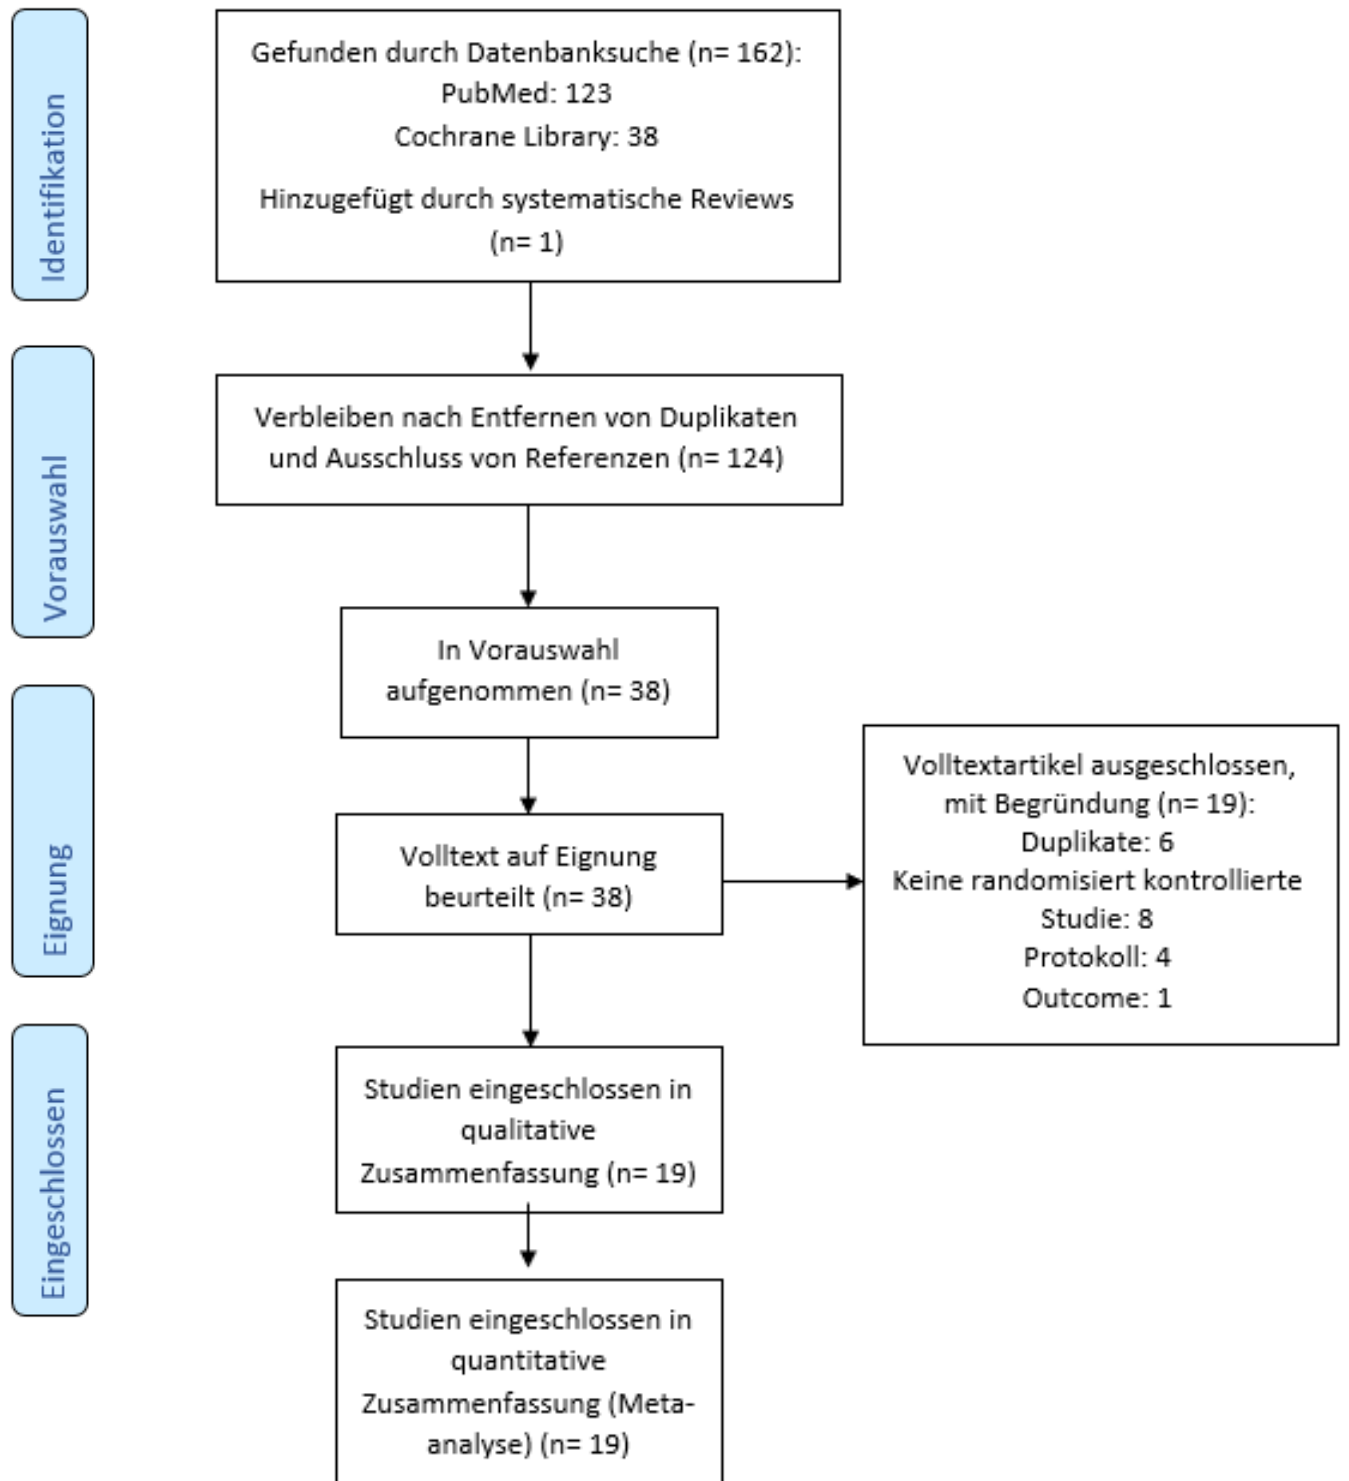 Identifikation
Gefunden durch Datenbanksuche (n= 162):
PubMed: 123
Cochrane Library: 38
Hinzugefügt durch systematische Reviews
(n= 1)
Vorauswahl
Verbleiben nach Entfernen von Duplikaten
und Ausschluss von Referenzen (n= 124)
In Vorauswahl
aufgenommen (n= 38)
Eignung
Volltext auf Eignung
beurteilt (n= 38)
Volltextartikel ausgeschlossen,
mit Begründung (n= 19):
Duplikate: 6
Keine randomisiert kontrollierte
Studie: 8
Protokoll: 4
Outcome: 1
Eingeschlossen
Studien eingeschlossen in
qualitative
Zusammenfassung (n= 19)
Studien eingeschlossen in
quantitative
Zusammenfassung (Meta-
analyse) (n= 19)